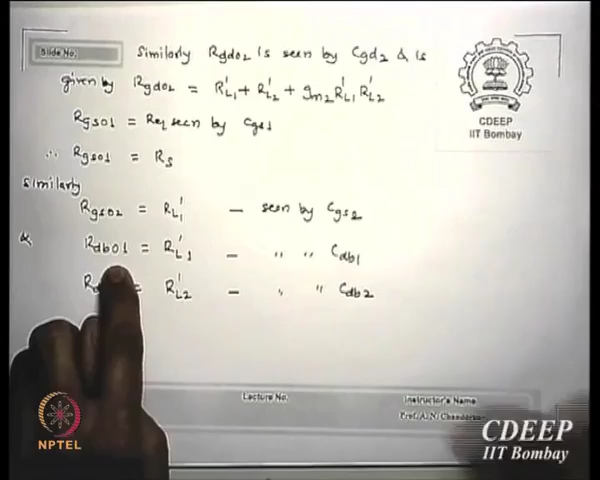 Slide No.
Similarly Rgdo2 is seen by Cgd2 & is
given by Rgdo2 = R'L1 + R'L2 + gm2 R'L1 R'L2
Rgso1 = Req seen by Cgs1
∴ Rgso1 = Rs
Similarly
Rgso2 = R'L1 — seen by Cgs2
& Rdbo1 = R'L1 — " " Cdb1
= R'L2 — " " Cdb2
CDEEP
IIT Bombay
Lecture No.
Instructor's Name
Prof. A. N. Chandorkar
NPTEL
CDEEP
IIT Bombay